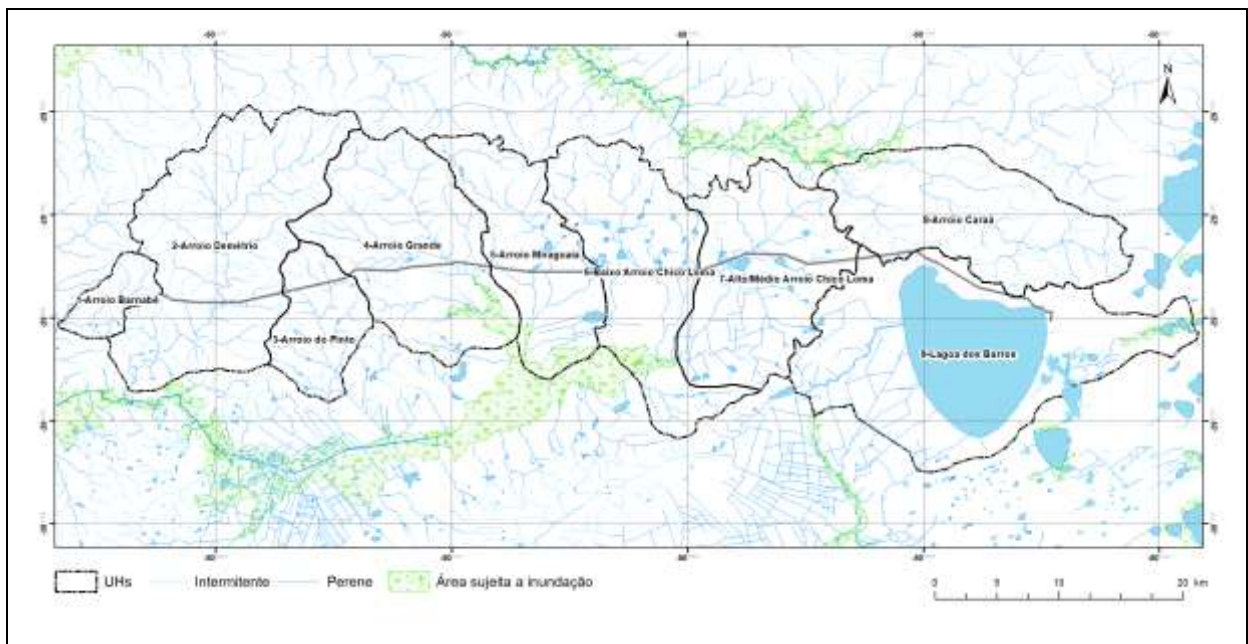 N
8-Arroio Caraá
2-Arroio Demétrio
4-Arroio Grande
5-Arroio Miraguaia
6-Baixo Arroio Chico Lomã
7-Alto/Médio Arroio Chico Lomã
1-Arroio Barnabé
3-Arroio do Pinto
9-Lagoa dos Barros
UHs
Intermitente
Perene
Área sujeita a inundação
0 5 10 20 km